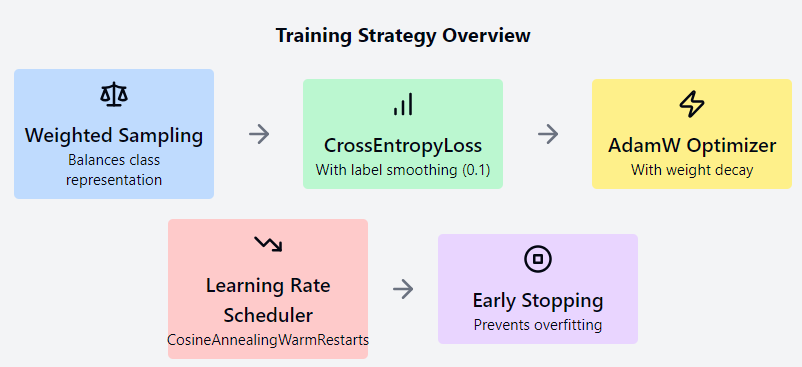 Training Strategy Overview
Weighted Sampling
Balances class
representation
CrossEntropyLoss
With label smoothing (0.1)
AdamW Optimizer
With weight decay
Learning Rate
Scheduler
CosineAnnealingWarmRestarts
Early Stopping
Prevents overfitting